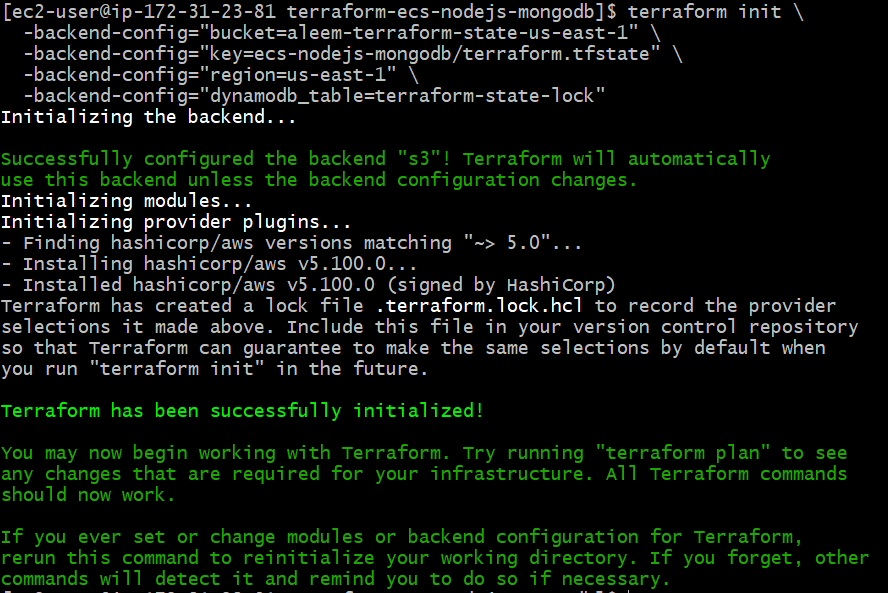 [ec2-user@ip-172-31-23-81 terraform-ecs-nodejs-mongodb]$ terraform init \
  -backend-config="bucket=aleem-terraform-state-us-east-1" \
  -backend-config="key=ecs-nodejs-mongodb/terraform.tfstate" \
  -backend-config="region=us-east-1" \
  -backend-config="dynamodb_table=terraform-state-lock"
Initializing the backend...

Successfully configured the backend "s3"! Terraform will automatically
use this backend unless the backend configuration changes.
Initializing modules...
Initializing provider plugins...
- Finding hashicorp/aws versions matching "~> 5.0"...
- Installing hashicorp/aws v5.100.0...
- Installed hashicorp/aws v5.100.0 (signed by HashiCorp)
Terraform has created a lock file .terraform.lock.hcl to record the provider
selections it made above. Include this file in your version control repository
so that Terraform can guarantee to make the same selections by default when
you run "terraform init" in the future.

Terraform has been successfully initialized!

You may now begin working with Terraform. Try running "terraform plan" to see
any changes that are required for your infrastructure. All Terraform commands
should now work.

If you ever set or change modules or backend configuration for Terraform,
rerun this command to reinitialize your working directory. If you forget, other
commands will detect it and remind you to do so if necessary.